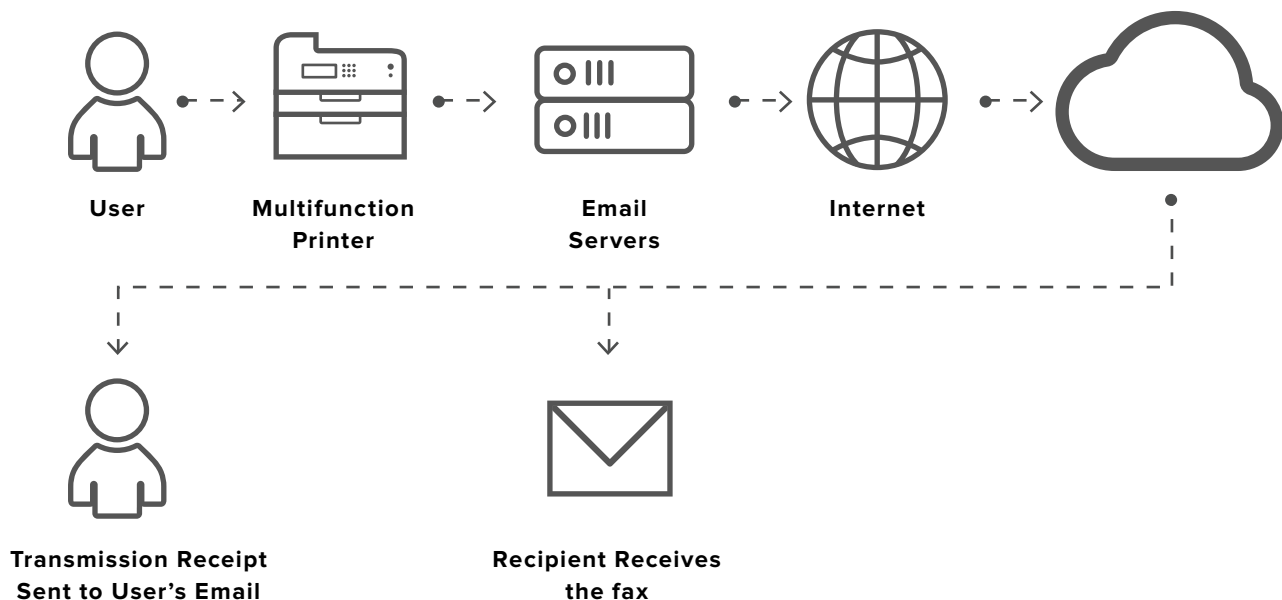 User
Multifunction
Printer
Email
Servers
Internet
Transmission Receipt
Sent to User’s Email
Recipient Receives
the fax